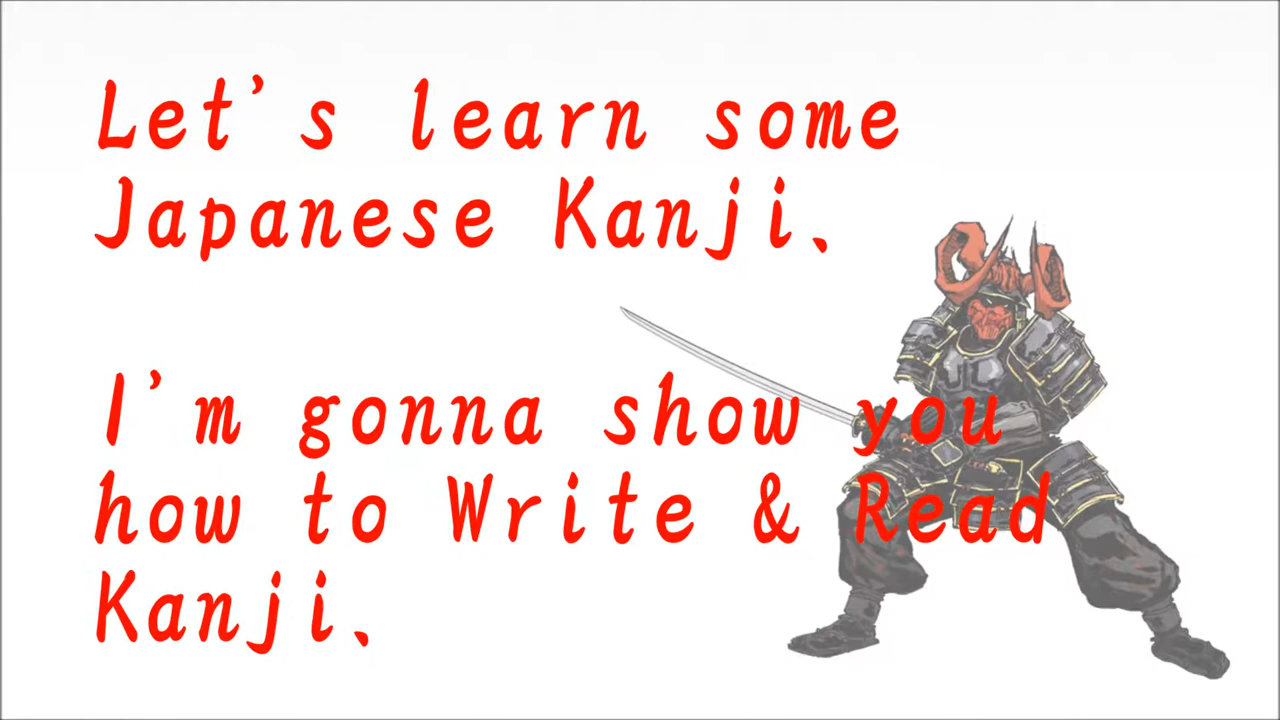 Let's learn some
Japanese Kanji、
I'm gonna show you
how to Write & Read
Kanji、